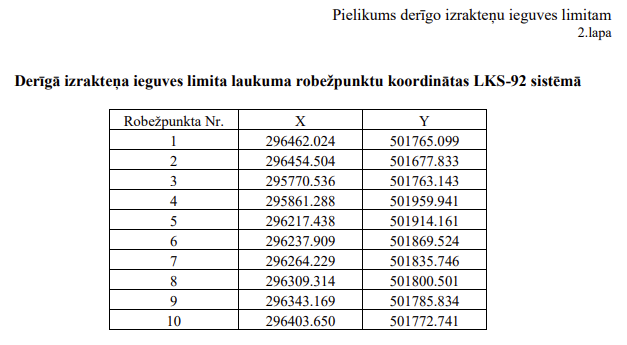 Pielikums derīgo izrakteņu ieguves limitam
2.lapa
Derīgā izrakteņa ieguves limita laukuma robežpunktu koordinātas LKS-92 sistēmā
Robežpunkta Nr. X Y
1 296462.024 501765.099
2 296454.504 501677.833
3 295770.536 501763.143
4 295861.288 501959.941
5 296217.438 501914.161
6 296237.909 501869.524
7 296264.229 501835.746
8 296309.314 501800.501
9 296343.169 501785.834
10 296403.650 501772.741